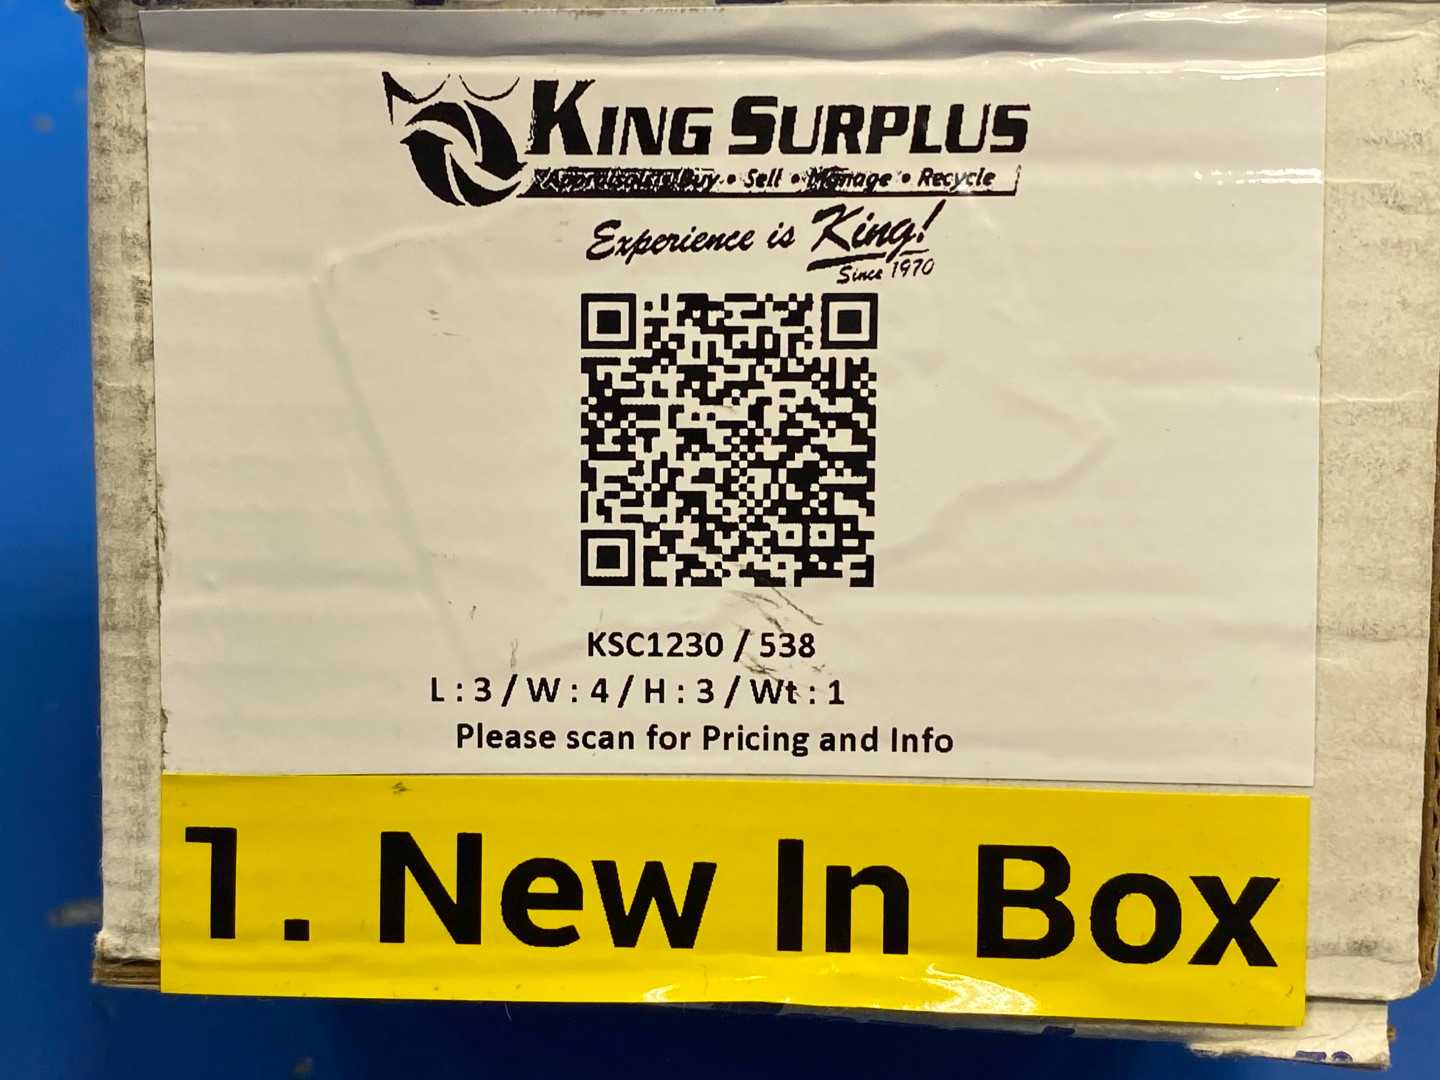 KING SURPLUS
Buy • Sell • Manage • Recycle
Experience is King!
Since 1970
KSC1230 / 538
L : 3 / W : 4 / H : 3 / Wt : 1
Please scan for Pricing and Info
1. New In Box